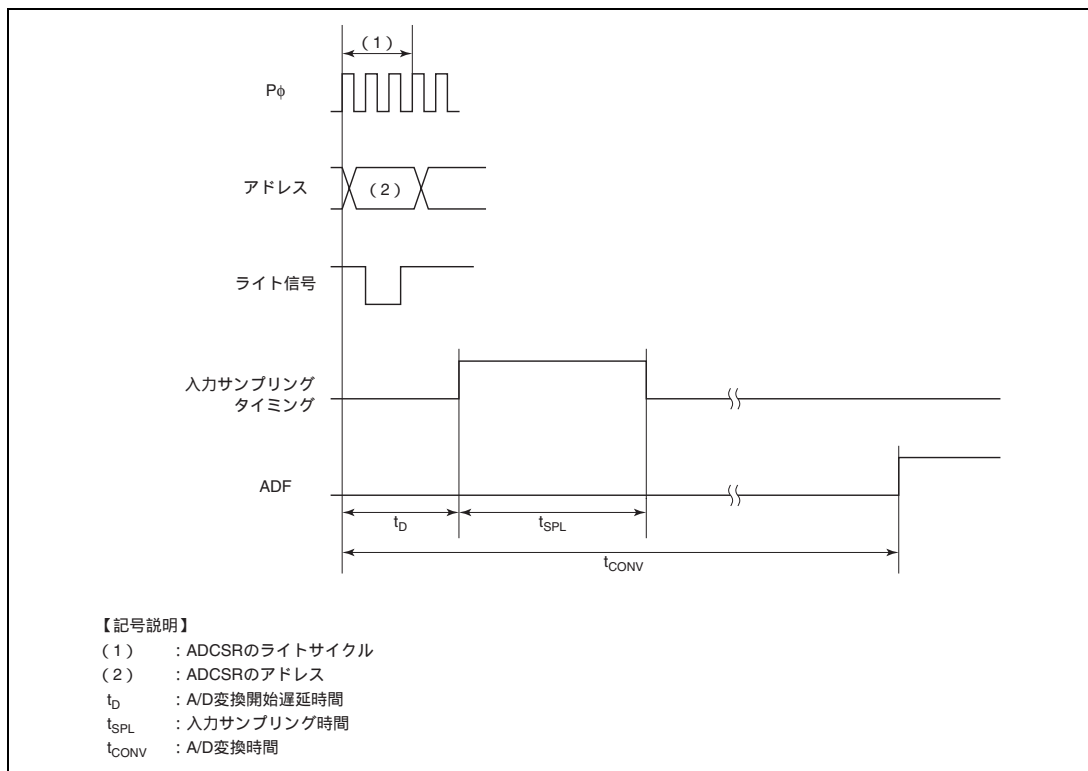 （1）
Pφ
アドレス
（2）
ライト信号
入力サンプリング
タイミング
ADF
tD
tSPL
tCONV
【記号説明】
（1） : ADCSRのライトサイクル
（2） : ADCSRのアドレス
tD : A/D変換開始遅延時間
tSPL : 入力サンプリング時間
tCONV : A/D変換時間